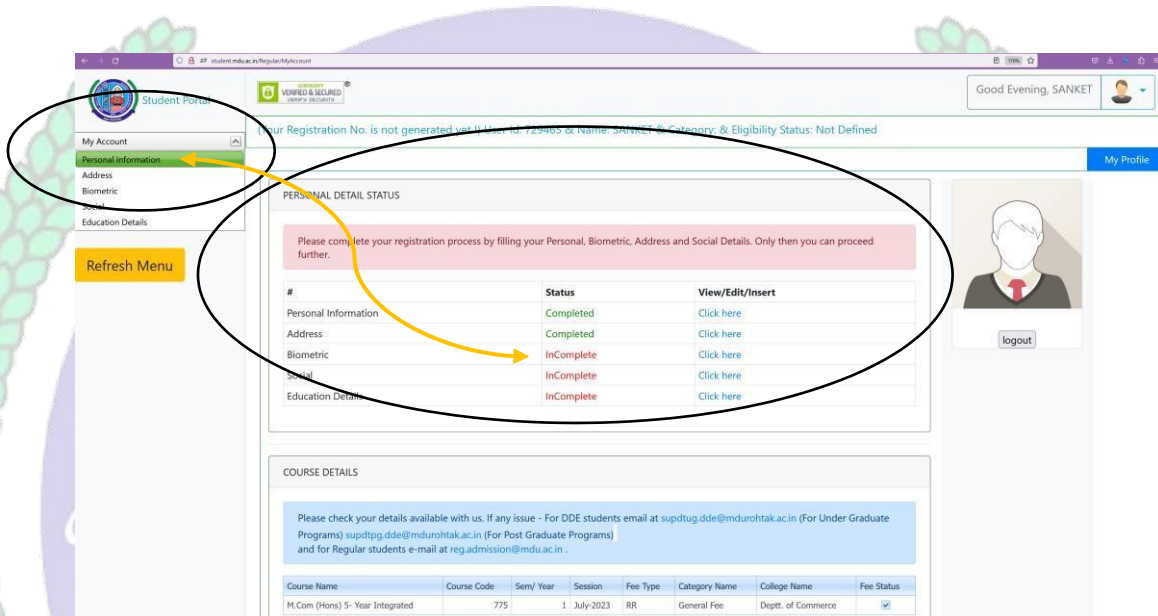 student.mdu.ac.in/Regular/MyAccount
Student Portal
VERIFIED & SECURED
VERIFY SECURITY
Good Evening, SANKET
(Your Registration No. is not generated yet !) User Id: 729465 & Name: SANKET & Category: & Eligibility Status: Not Defined
My Profile
My Account
Personal Information
Address
Biometric
Social
Education Details
Refresh Menu
PERSONAL DETAIL STATUS
Please complete your registration process by filling your Personal, Biometric, Address and Social Details. Only then you can proceed
further.
# Status View/Edit/Insert
Personal Information Completed Click here
Address Completed Click here
Biometric InComplete Click here
Social InComplete Click here
Education Details InComplete Click here
logout
COURSE DETAILS
Please check your details available with us. If any issue - For DDE students email at supdtug.dde@mdurohtak.ac.in (For Under Graduate
Programs) supdtpg.dde@mdurohtak.ac.in (For Post Graduate Programs)
and for Regular students e-mail at reg.admission@mdu.ac.in .
Course Name Course Code Sem/ Year Session Fee Type Category Name College Name Fee Status
M.Com (Hons) 5- Year Integrated 775 1 July-2023 RR General Fee Deptt. of Commerce